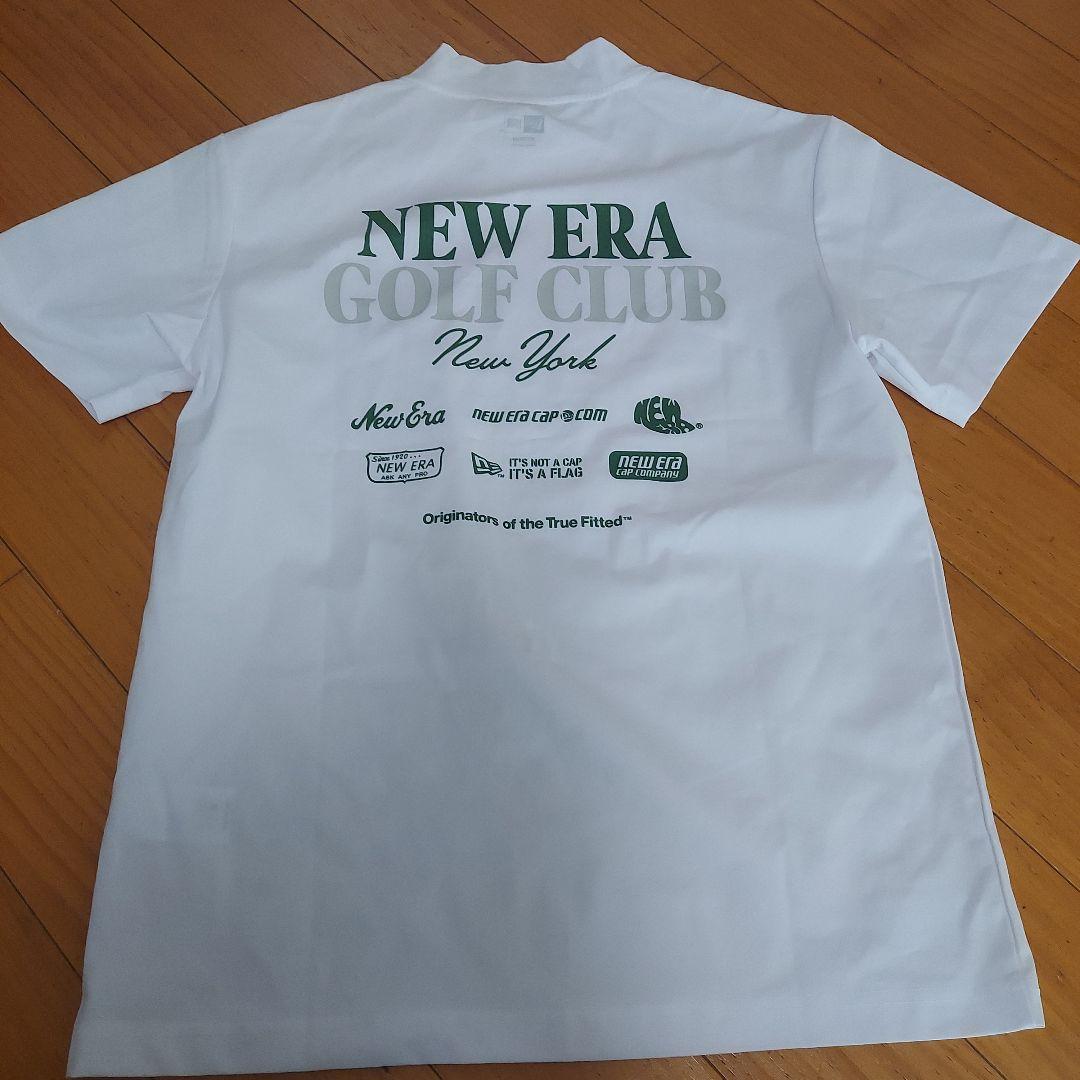 NEW ERA
GOLF CLUB
New York
New Era
new era cap com
NEW ERA ®
Since 1920...
NEW ERA
ASK ANY PRO
IT'S NOT A CAP
IT'S A FLAG
new era
cap company
Originators of the True Fitted™